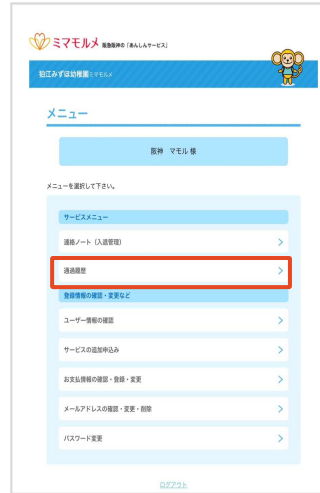 ミマモルメ 阪急阪神の「あんしんサービス」
狛江みずほ幼稚園ミマモルメ
メニュー
阪神 マモル 様
メニューを選択して下さい。
サービスメニュー
連絡ノート（入退管理）
通過履歴
登録情報の確認・変更など
ユーザー情報の確認
サービスの追加申込み
お支払情報の確認・登録・変更
メールアドレスの確認・変更・削除
パスワード変更
ログアウト